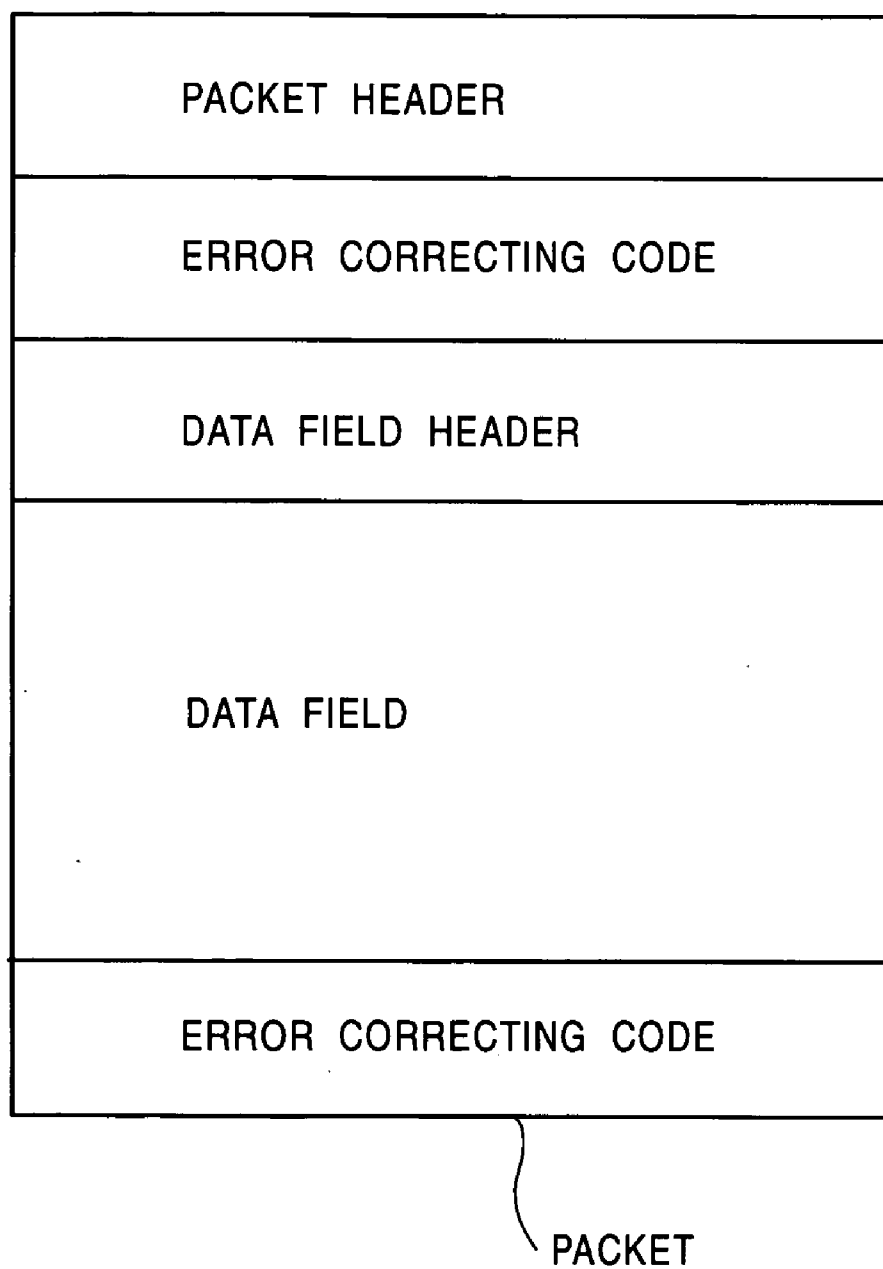 PACKET HEADER
ERROR CORRECTING CODE
DATA FIELD HEADER
DATA FIELD
ERROR CORRECTING CODE
PACKET